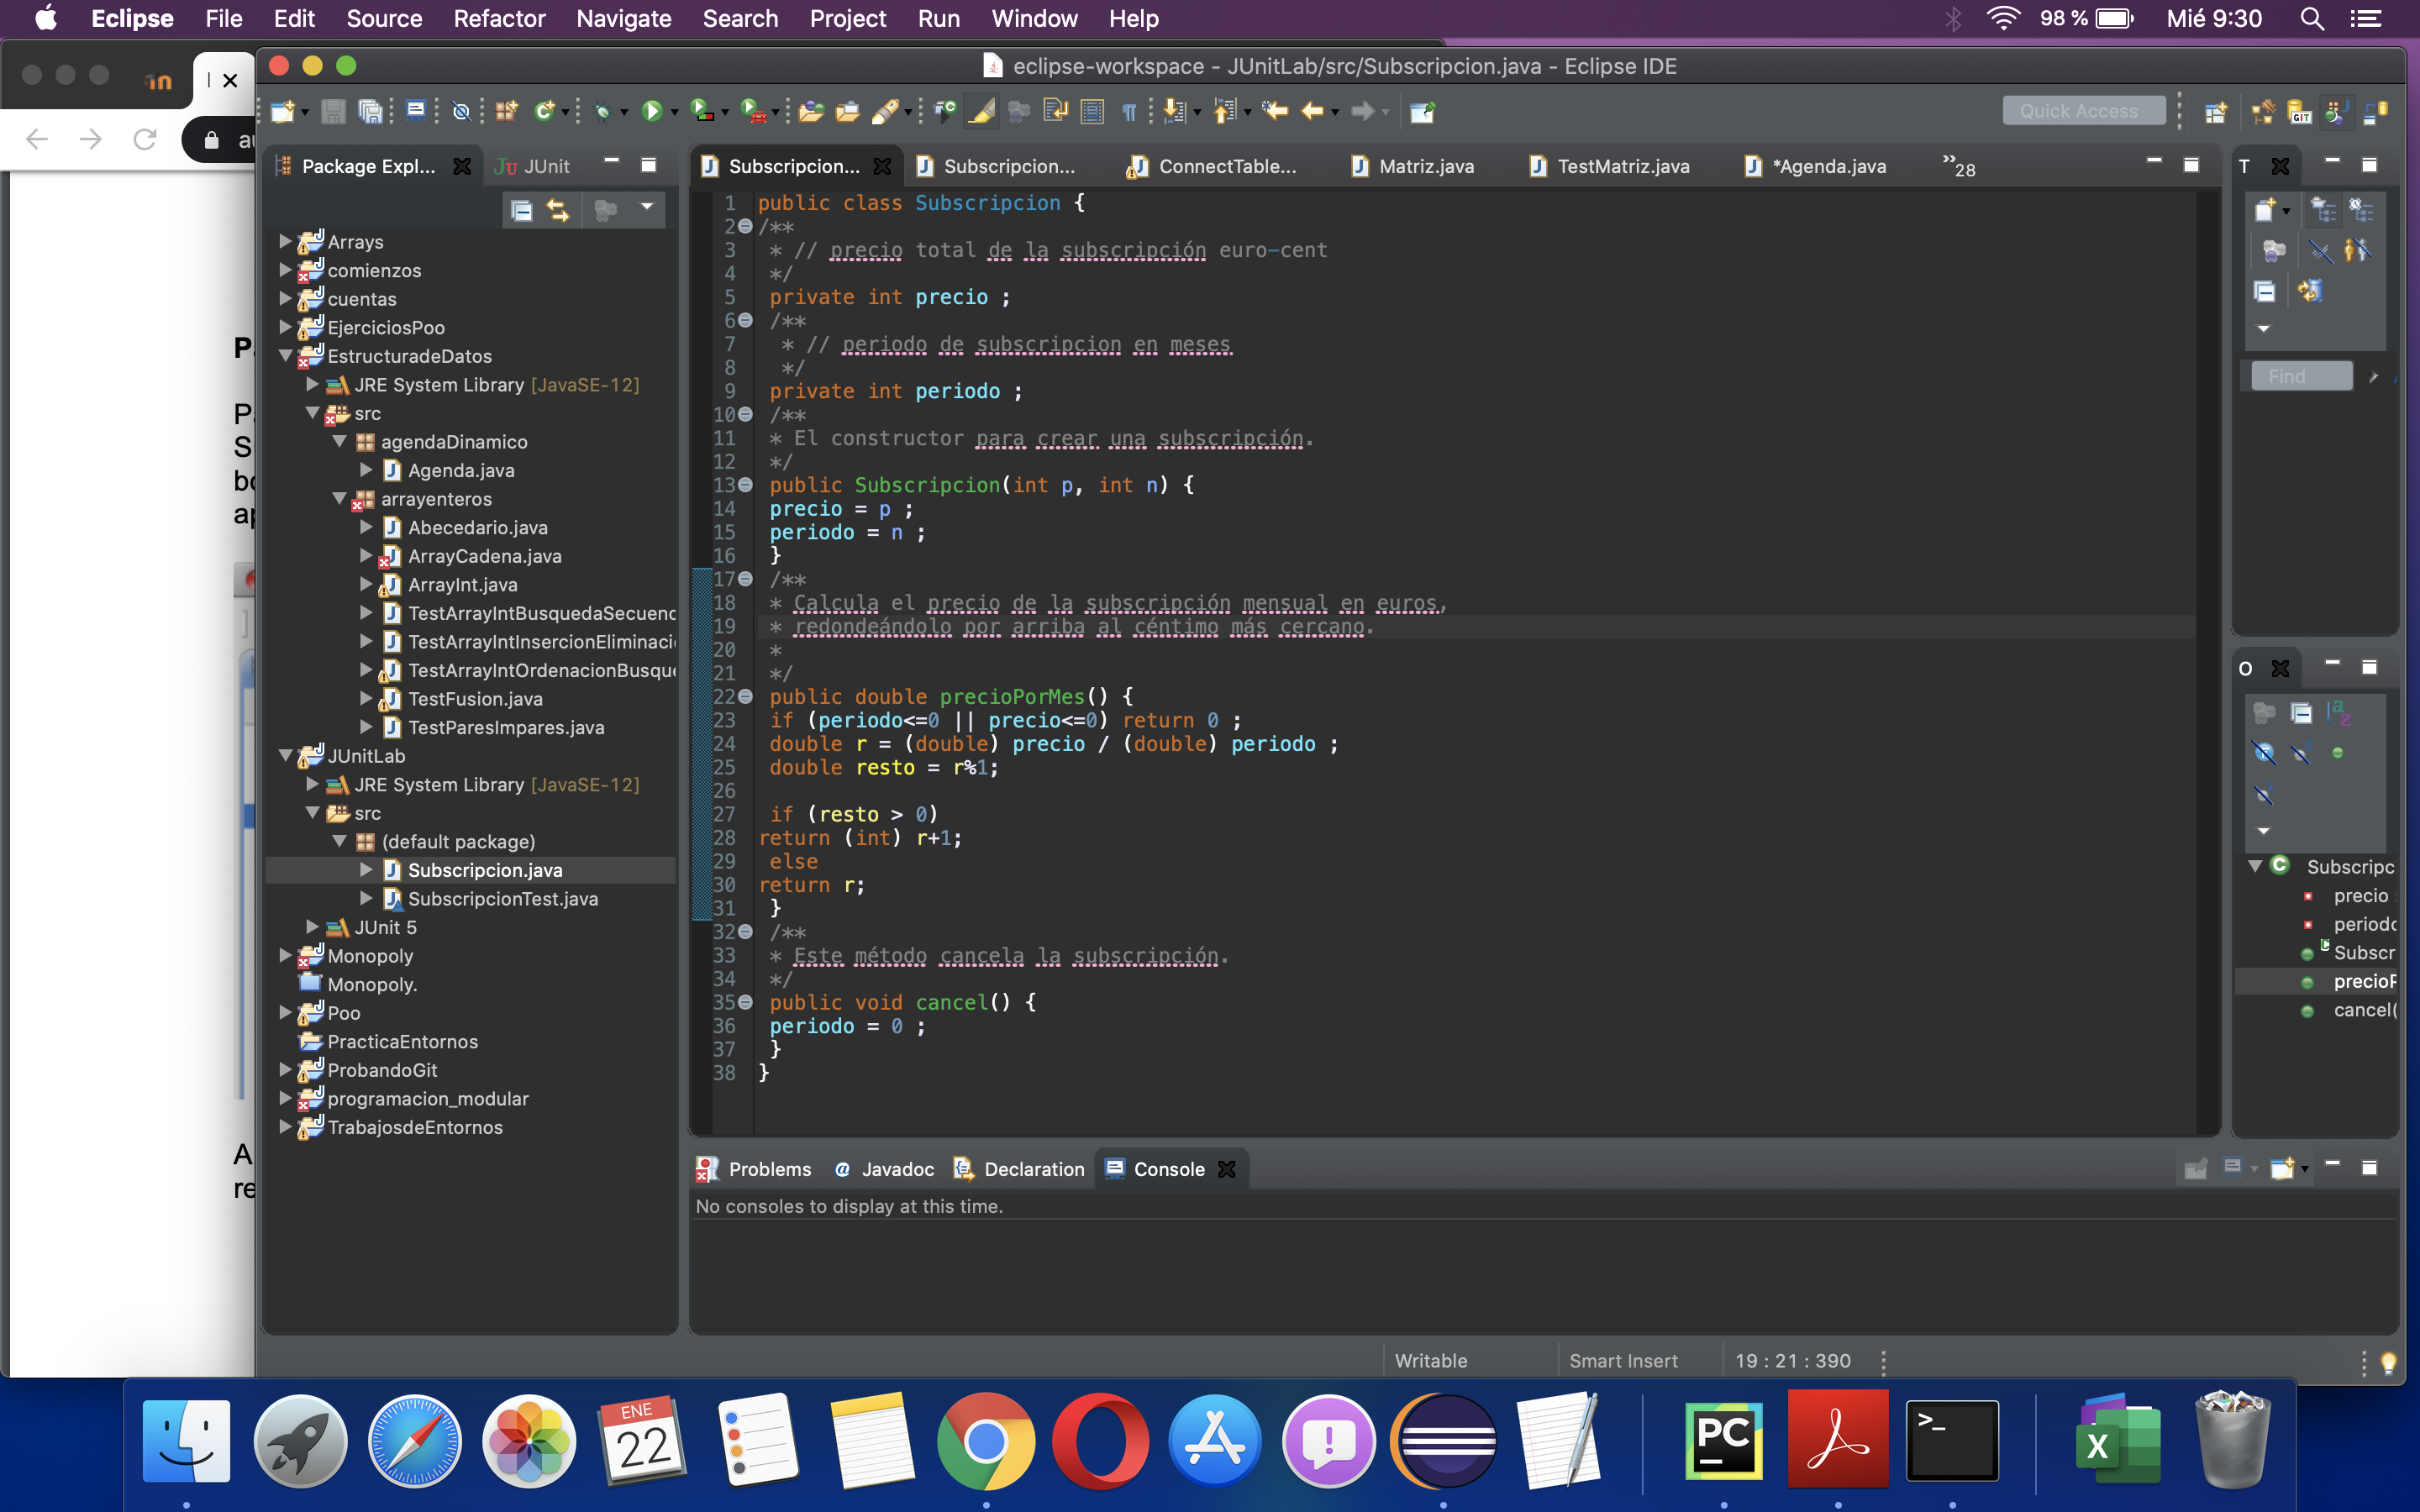 Eclipse File Edit Source Refactor Navigate Search Project Run Window Help 98 % Mié 9:30
eclipse-workspace - JUnitLab/src/Subscripcion.java - Eclipse IDE
Quick Access
Package Expl... JUnit
Subscripcion... Subscripcion... ConnectTable... Matriz.java TestMatriz.java *Agenda.java »28
Arrays
comienzos
cuentas
EjerciciosPoo
EstructuradeDatos
JRE System Library [JavaSE-12]
src
agendaDinamico
Agenda.java
arrayenteros
Abecedario.java
ArrayCadena.java
ArrayInt.java
TestArrayIntBusquedaSecuenc
TestArrayIntInsercionEliminaci
TestArrayIntOrdenacionBusqu
TestFusion.java
TestParesImpares.java
JUnitLab
JRE System Library [JavaSE-12]
src
(default package)
Subscripcion.java
SubscripcionTest.java
JUnit 5
Monopoly
Monopoly.
Poo
PracticaEntornos
ProbandoGit
programacion_modular
TrabajosdeEntornos
1 public class Subscripcion {
2 /**
3 * // precio total de la subscripción euro-cent
4 */
5 private int precio ;
6 /**
7 * // periodo de subscripcion en meses
8 */
9 private int periodo ;
10 /**
11 * El constructor para crear una subscripción.
12 */
13 public Subscripcion(int p, int n) {
14 precio = p ;
15 periodo = n ;
16 }
17 /**
18 * Calcula el precio de la subscripción mensual en euros,
19 * redondeándolo por arriba al céntimo más cercano.
20 *
21 */
22 public double precioPorMes() {
23 if (periodo<=0 || precio<=0) return 0 ;
24 double r = (double) precio / (double) periodo ;
25 double resto = r%1;
26
27 if (resto > 0)
28 return (int) r+1;
29 else
30 return r;
31 }
32 /**
33 * Este método cancela la subscripción.
34 */
35 public void cancel() {
36 periodo = 0 ;
37 }
38 }
T
Find
O
Subscripc
precio
periodo
Subscr
precioP
cancel(
Problems Javadoc Declaration Console
No consoles to display at this time.
Writable Smart Insert 19 : 21 : 390
ENE
22
PC
X